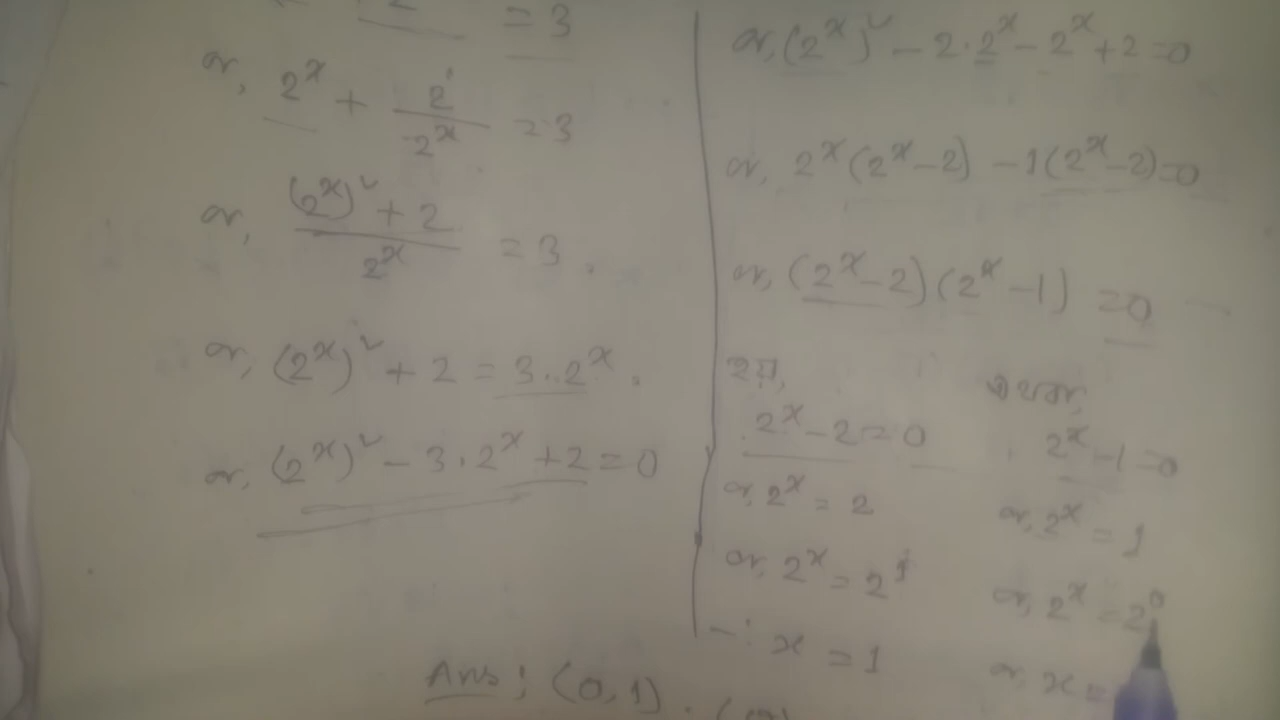 = 3
or, 2^x + 2^1/2^x = 3
or, ((2^x)² + 2)/2^x = 3.
or, (2^x)² + 2 = 3·2^x.
or, (2^x)² - 3·2^x + 2 = 0
or, (2^x)² - 2·2^x - 2^x + 2 = 0
or, 2^x(2^x - 2) - 1(2^x - 2) = 0
or, (2^x - 2)(2^x - 1) = 0
হয়, অথবা,
2^x - 2 = 0 2^x - 1 = 0
or, 2^x = 2 or, 2^x = 1
or, 2^x = 2^1 or, 2^x = 2^0
∴ x = 1 or, x =
Ans: (0, 1).